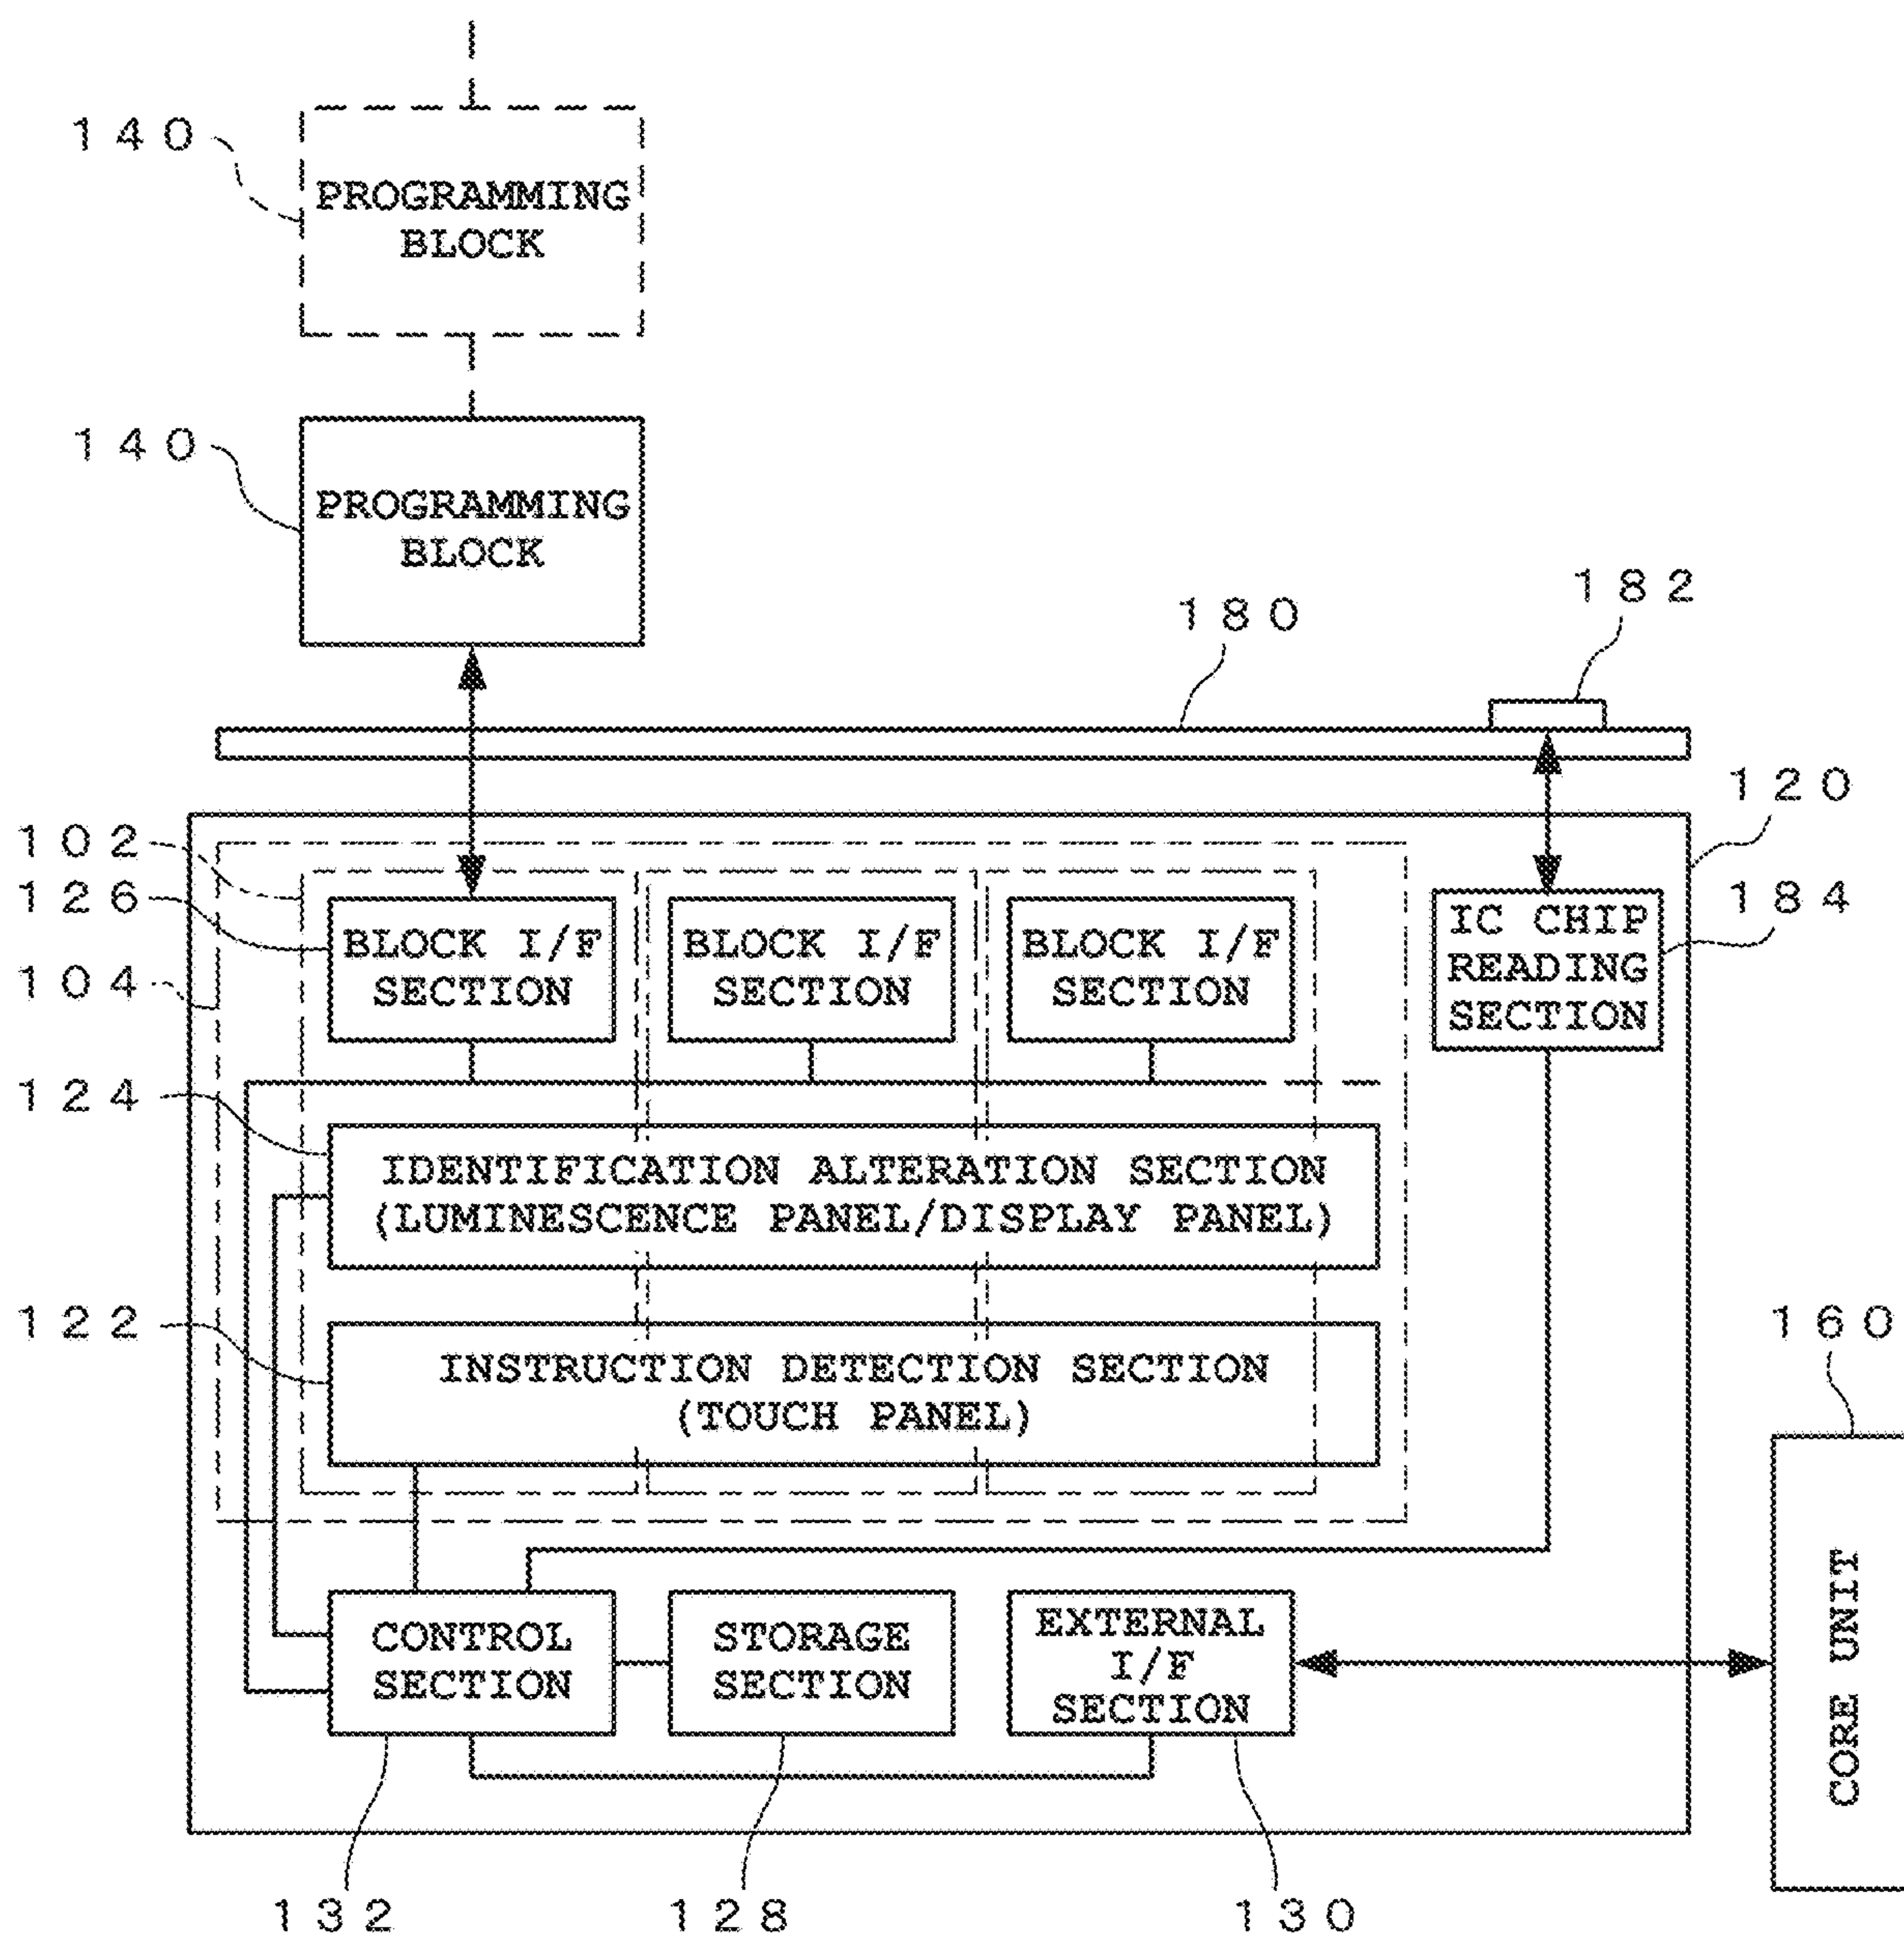 140
PROGRAMMING
BLOCK
140
PROGRAMMING
BLOCK
182
180
120
102
126
184
104
BLOCK I/F
SECTION
BLOCK I/F
SECTION
BLOCK I/F
SECTION
IC CHIP
READING
SECTION
124
IDENTIFICATION ALTERATION SECTION
(LUMINESCENCE PANEL/DISPLAY PANEL)
122
INSTRUCTION DETECTION SECTION
(TOUCH PANEL)
160
CONTROL
SECTION
STORAGE
SECTION
EXTERNAL
I/F
SECTION
CORE UNIT
132
128
130